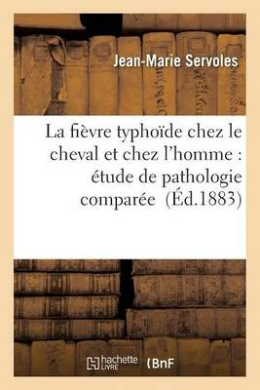 Jean-Marie Servoles
La fièvre typhoïde chez le cheval et chez l'homme :
étude de pathologie comparée (Éd.1883)
hachette
LIVRE
{BnF